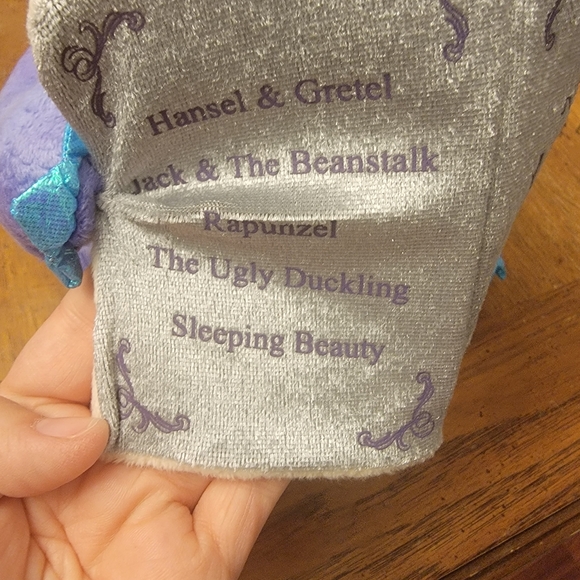 Hansel & Gretel
Jack & The Beanstalk
Rapunzel
The Ugly Duckling
Sleeping Beauty